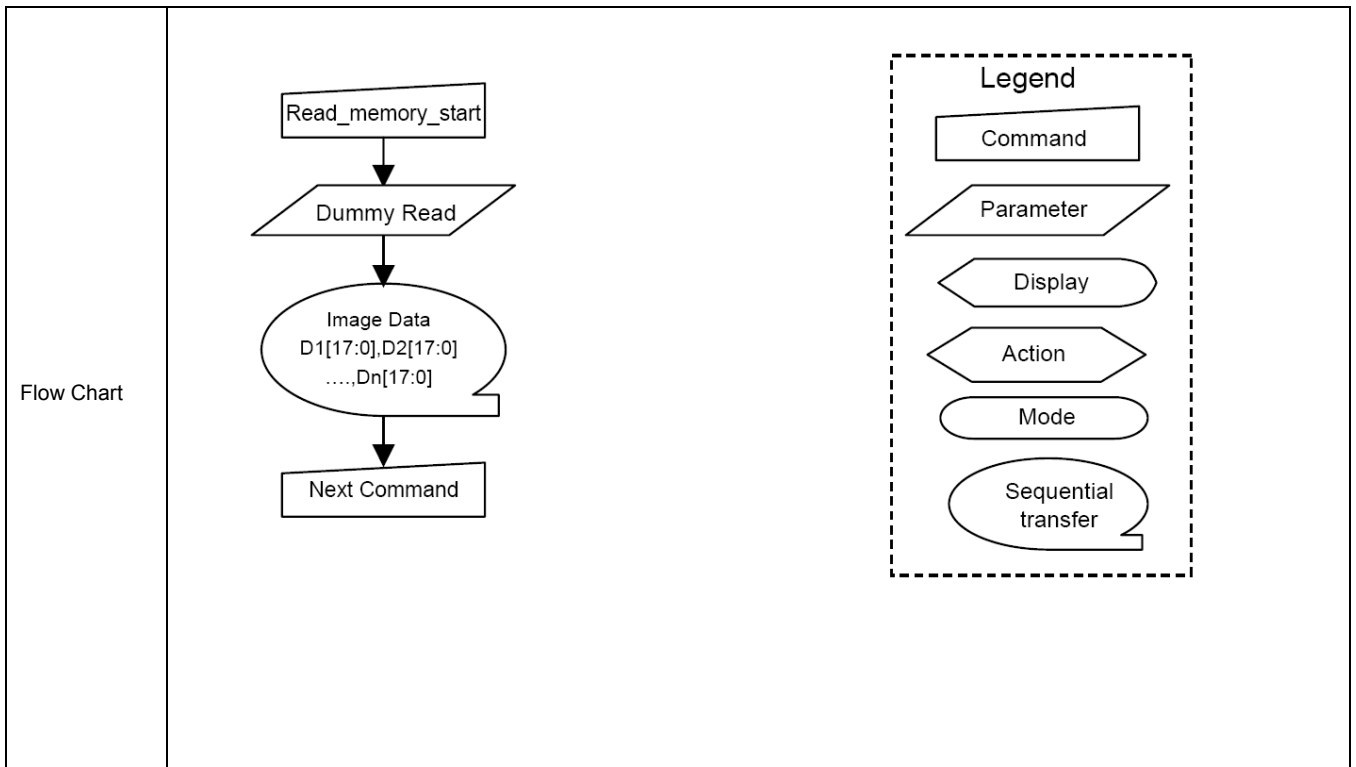 Flow Chart
Read_memory_start
Dummy Read
Image Data
D1[17:0],D2[17:0]
....,Dn[17:0]
Next Command
Legend
Command
Parameter
Display
Action
Mode
Sequential
transfer